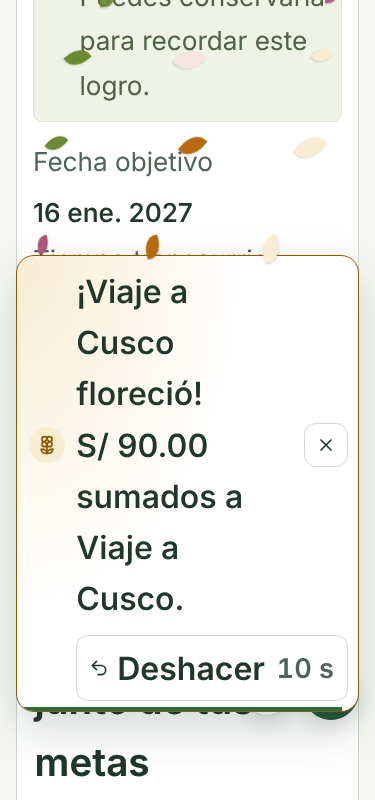 para recordar este
logro.
Fecha objetivo
16 ene. 2027
¡Viaje a
Cusco
floreció!
S/ 90.00
sumados a
Viaje a
Cusco.
Deshacer 10 s
metas